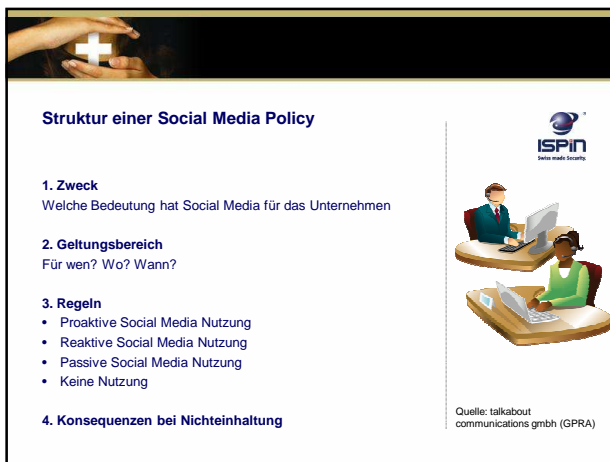 Struktur einer Social Media Policy
ISPIN
Swiss made Security.
1. Zweck
Welche Bedeutung hat Social Media für das Unternehmen
2. Geltungsbereich
Für wen? Wo? Wann?
3. Regeln
• Proaktive Social Media Nutzung
• Reaktive Social Media Nutzung
• Passive Social Media Nutzung
• Keine Nutzung
4. Konsequenzen bei Nichteinhaltung
Quelle: talkabout
communications gmbh (GPRA)